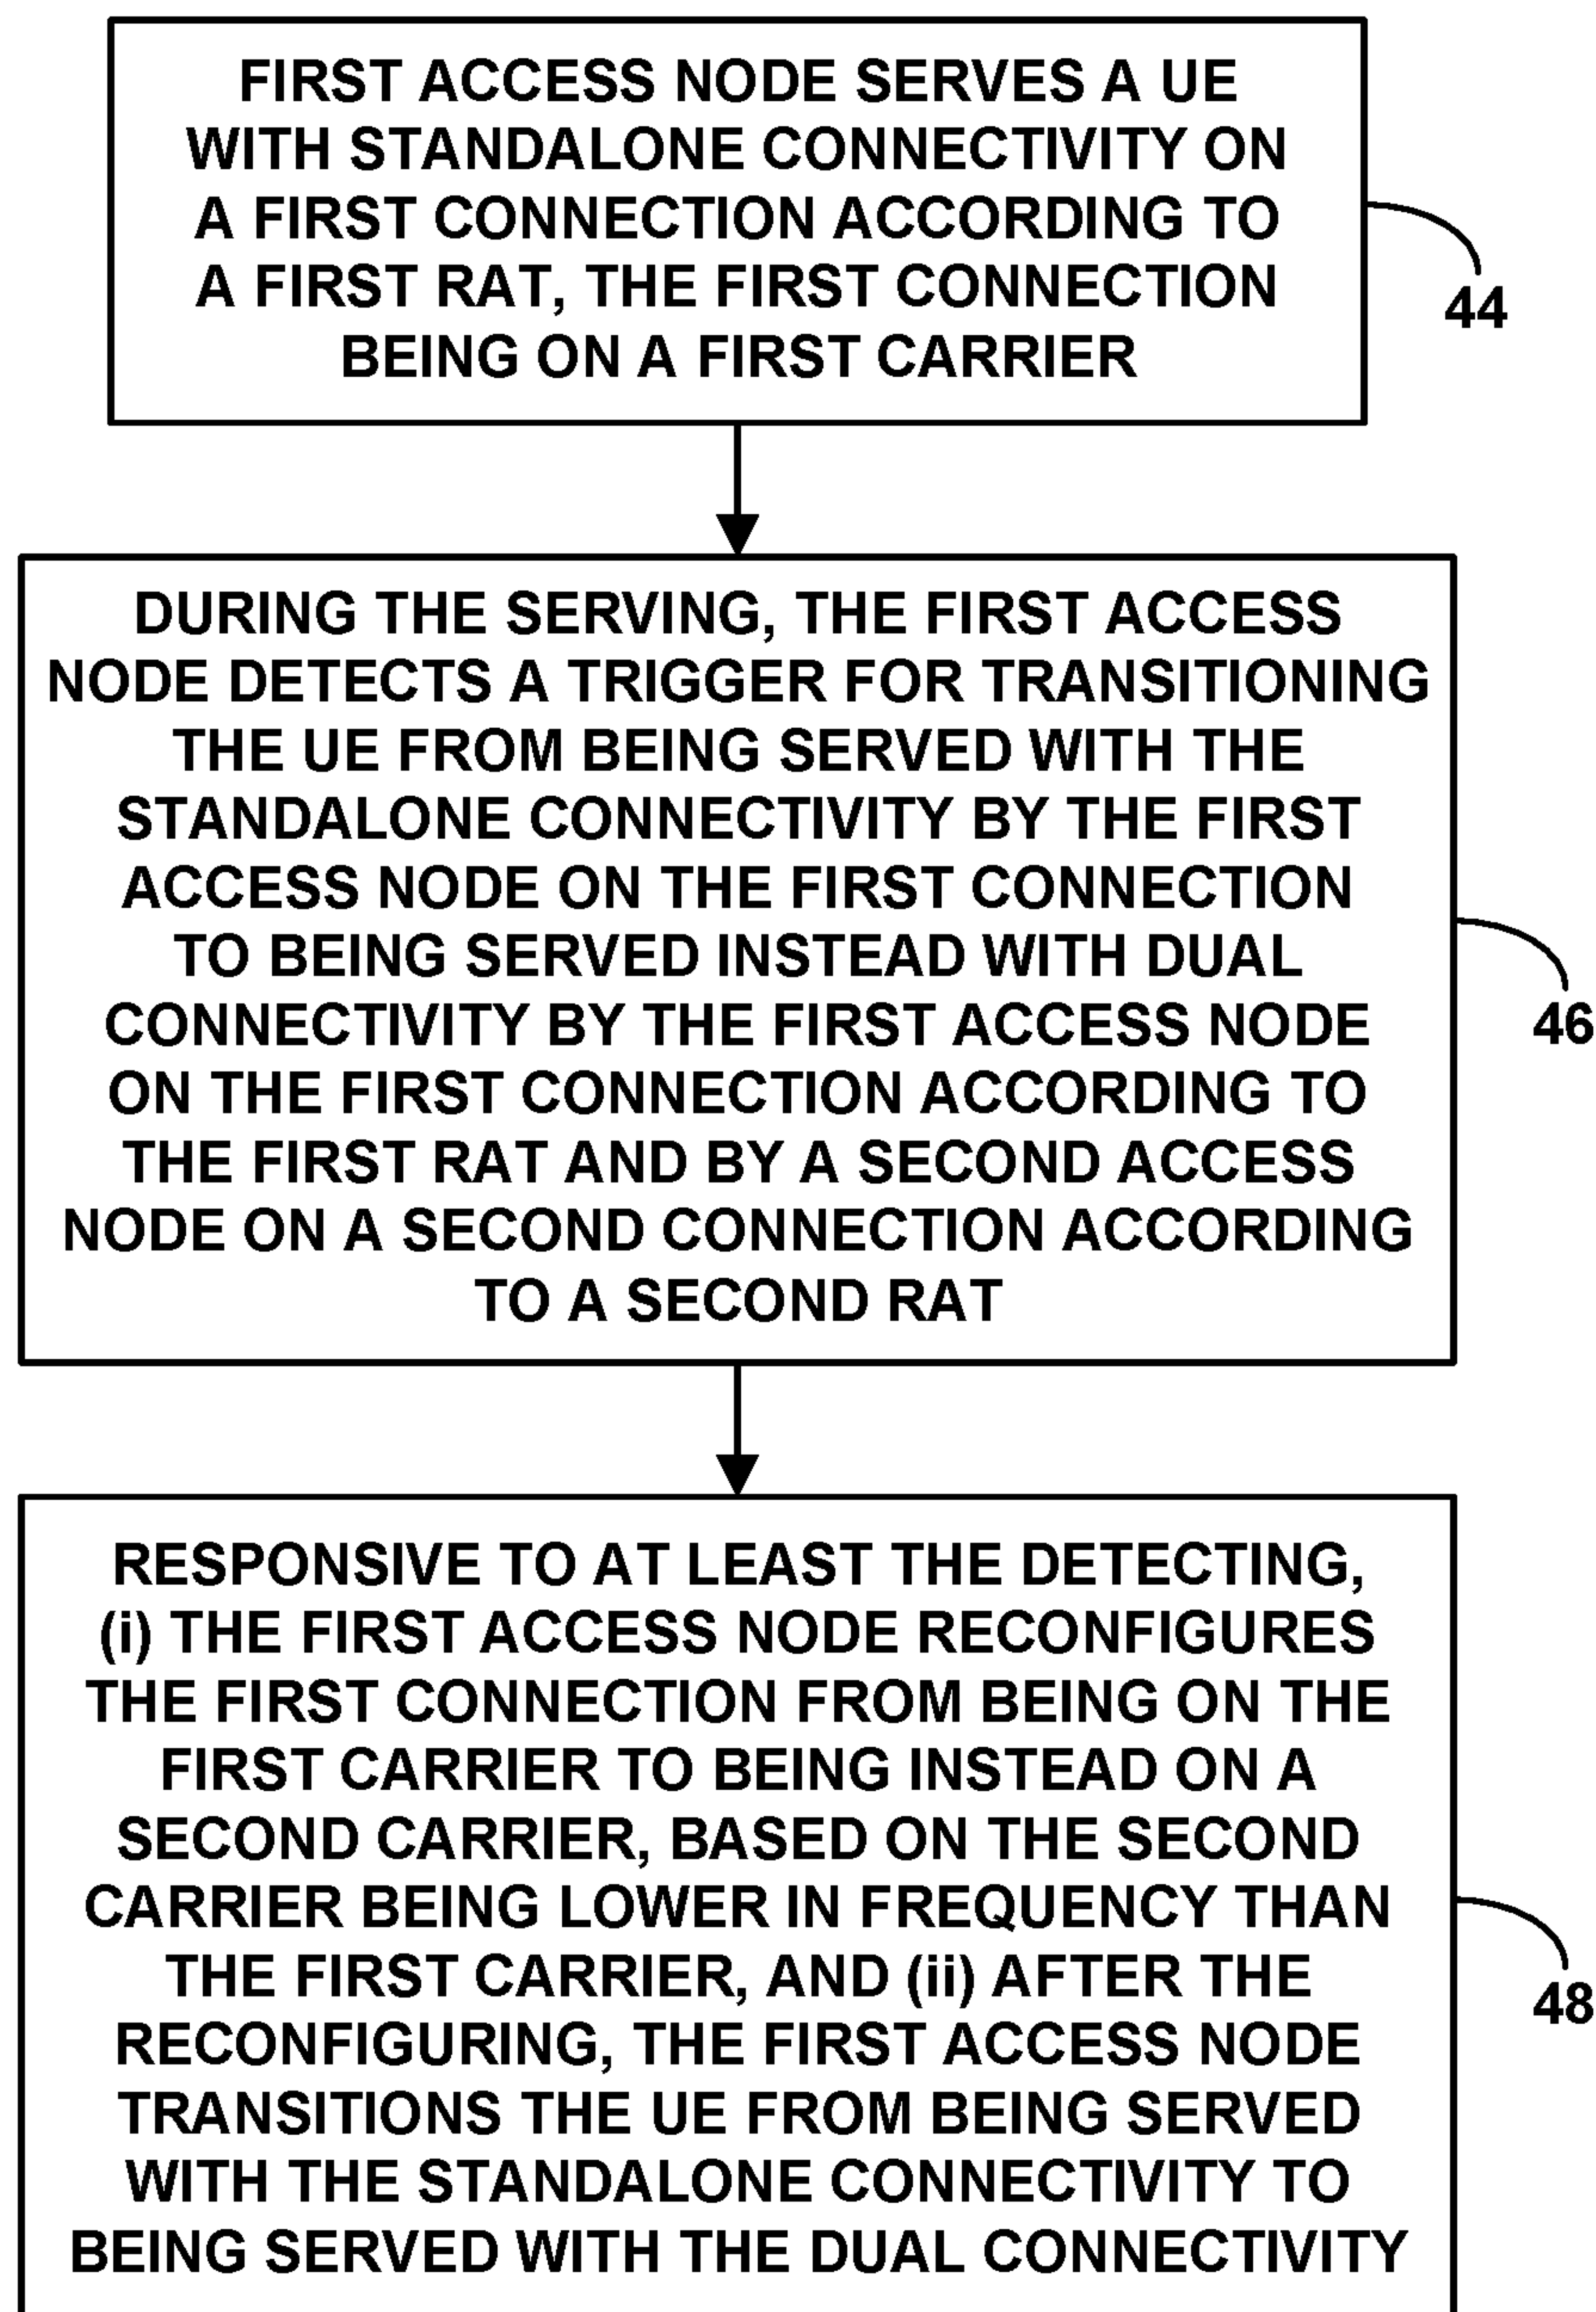 FIRST ACCESS NODE SERVES A UE
WITH STANDALONE CONNECTIVITY ON
A FIRST CONNECTION ACCORDING TO
A FIRST RAT, THE FIRST CONNECTION
BEING ON A FIRST CARRIER
44
DURING THE SERVING, THE FIRST ACCESS
NODE DETECTS A TRIGGER FOR TRANSITIONING
THE UE FROM BEING SERVED WITH THE
STANDALONE CONNECTIVITY BY THE FIRST
ACCESS NODE ON THE FIRST CONNECTION
TO BEING SERVED INSTEAD WITH DUAL
CONNECTIVITY BY THE FIRST ACCESS NODE
ON THE FIRST CONNECTION ACCORDING TO
THE FIRST RAT AND BY A SECOND ACCESS
NODE ON A SECOND CONNECTION ACCORDING
TO A SECOND RAT
46
RESPONSIVE TO AT LEAST THE DETECTING,
(i) THE FIRST ACCESS NODE RECONFIGURES
THE FIRST CONNECTION FROM BEING ON THE
FIRST CARRIER TO BEING INSTEAD ON A
SECOND CARRIER, BASED ON THE SECOND
CARRIER BEING LOWER IN FREQUENCY THAN
THE FIRST CARRIER, AND (ii) AFTER THE
RECONFIGURING, THE FIRST ACCESS NODE
TRANSITIONS THE UE FROM BEING SERVED
WITH THE STANDALONE CONNECTIVITY TO
BEING SERVED WITH THE DUAL CONNECTIVITY
48